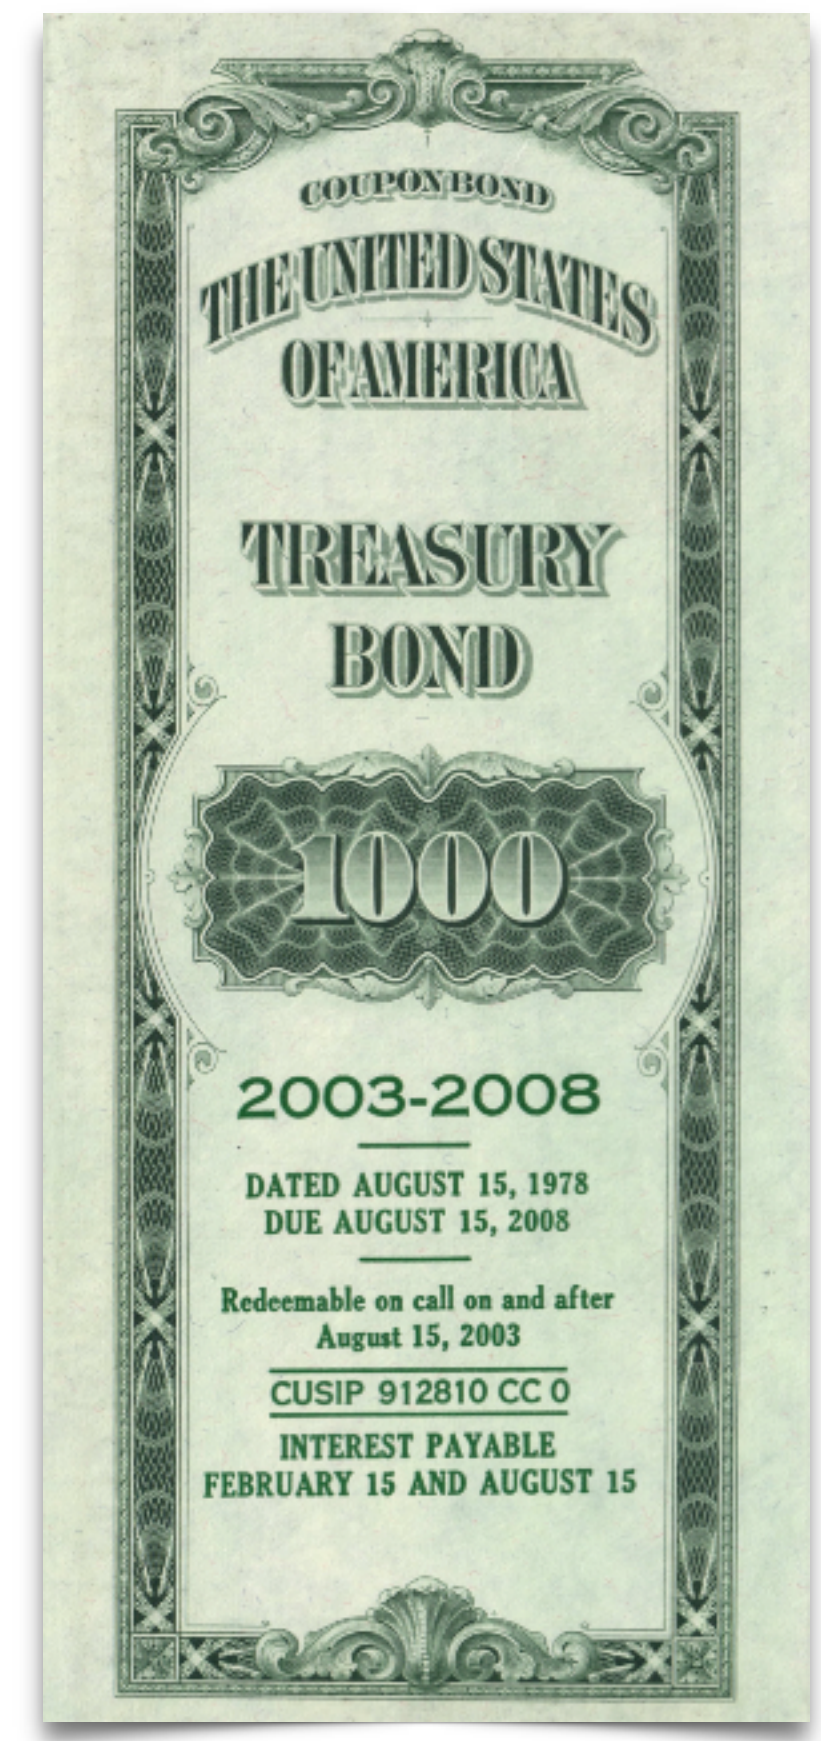 COUPON BOND
THE UNITED STATES
OF AMERICA
TREASURY
BOND
1000
2003-2008
DATED AUGUST 15, 1978
DUE AUGUST 15, 2008
Redeemable on call on and after
August 15, 2003
CUSIP 912810 CC 0
INTEREST PAYABLE
FEBRUARY 15 AND AUGUST 15